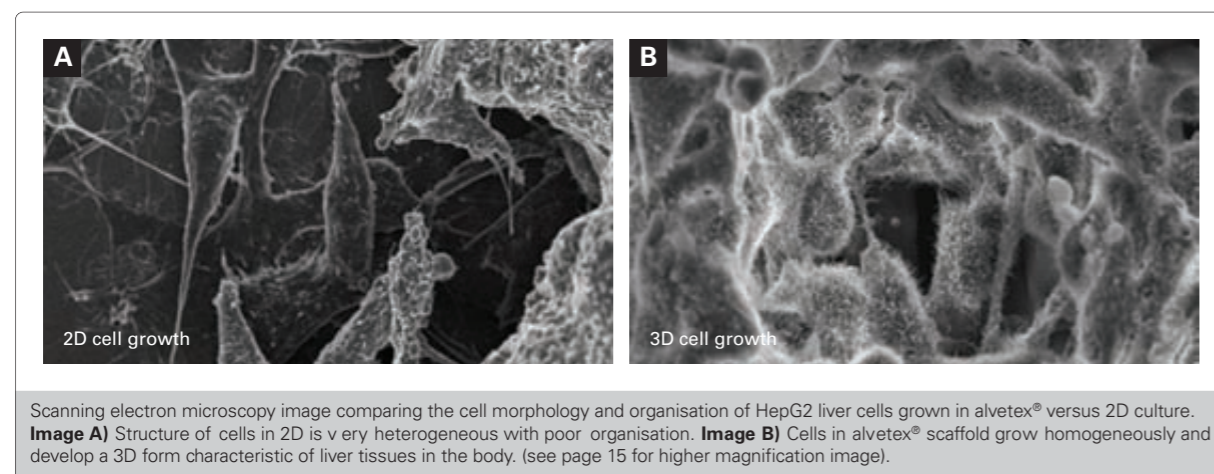 A
B
2D cell growth
3D cell growth
Scanning electron microscopy image comparing the cell morphology and organisation of HepG2 liver cells grown in alvetex® versus 2D culture.
Image A) Structure of cells in 2D is v ery heterogeneous with poor organisation. Image B) Cells in alvetex® scaffold grow homogeneously and
develop a 3D form characteristic of liver tissues in the body. (see page 15 for higher magnification image).